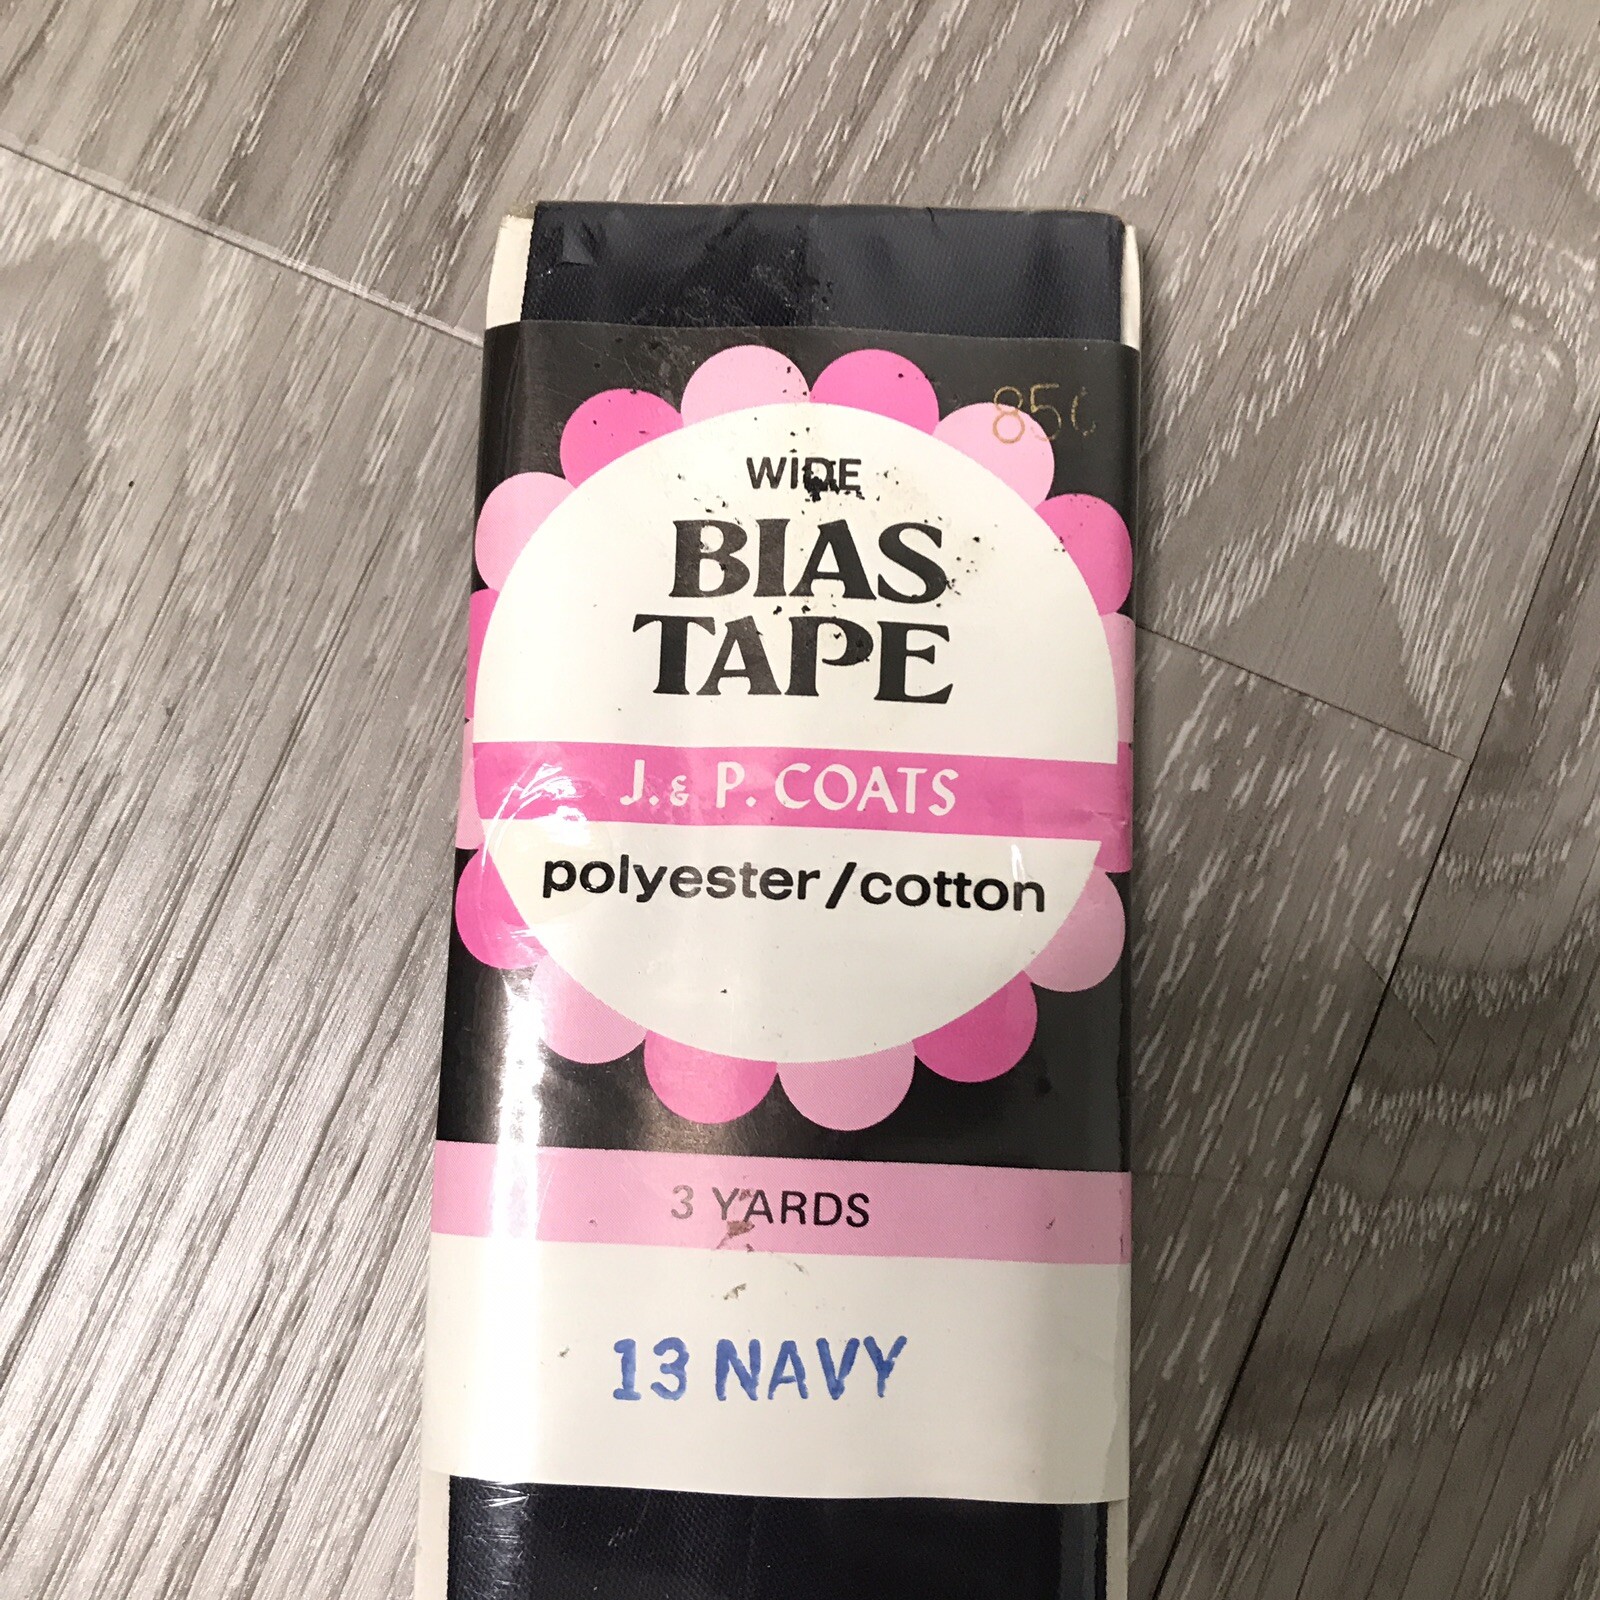 85¢
WIDE
BIAS
TAPE
J. & P. COATS
polyester/cotton
3 YARDS
13 NAVY